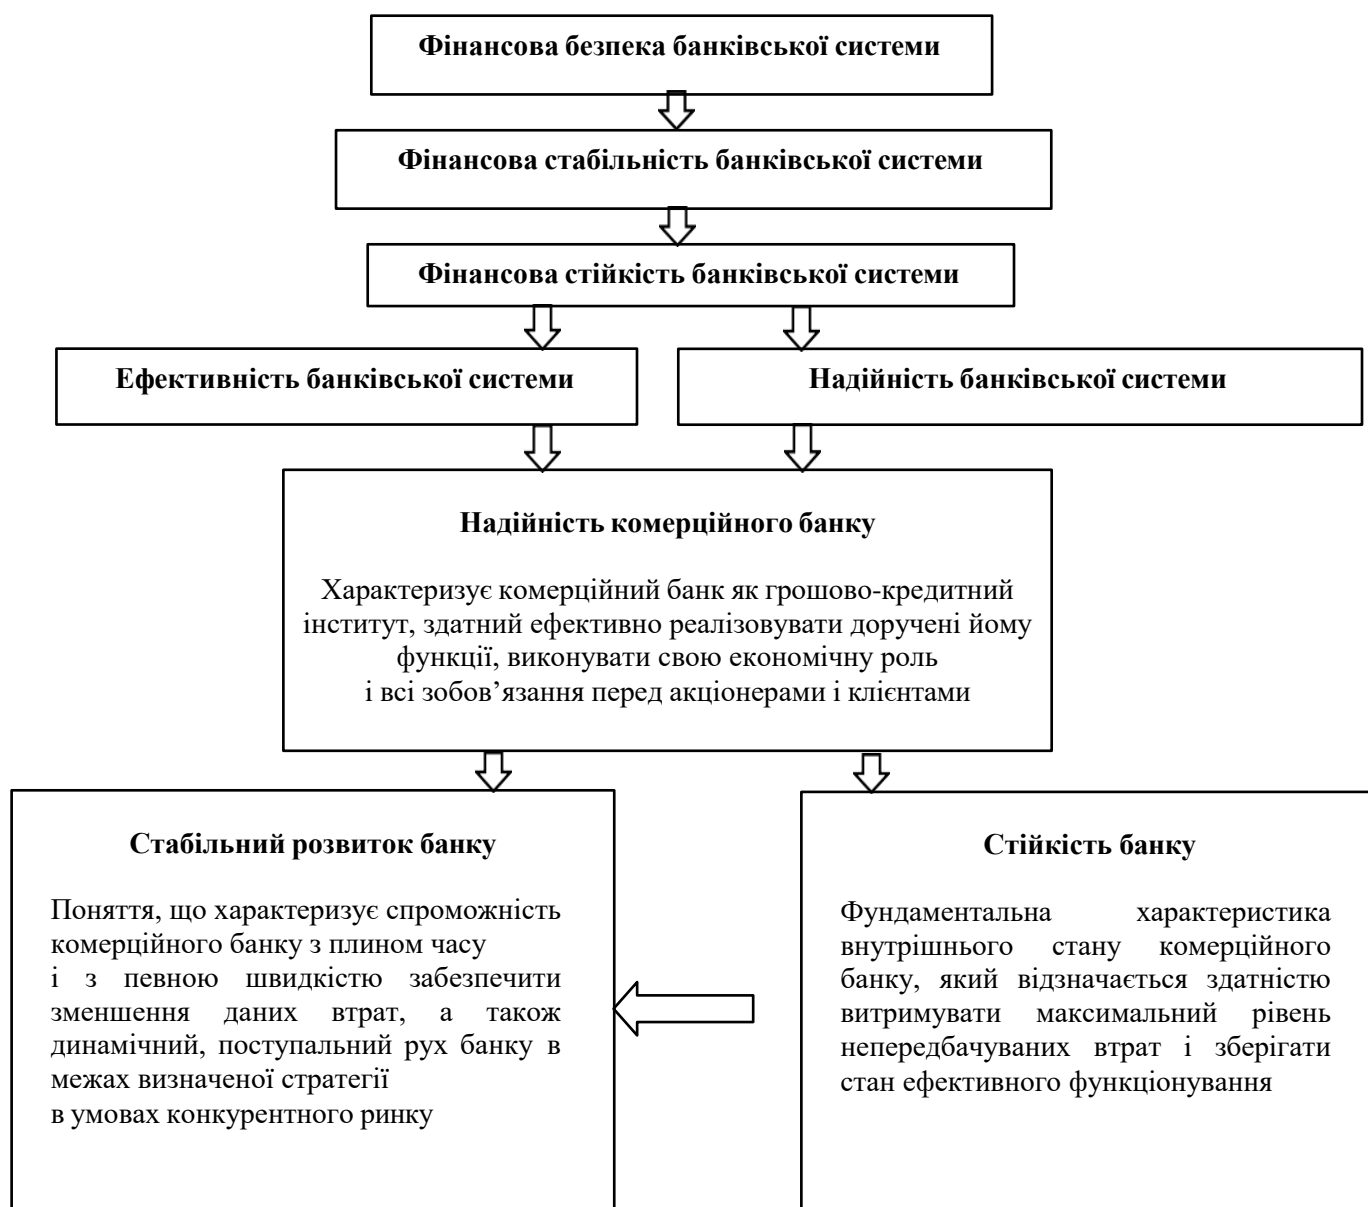 Фінансова безпека банківської системи
Фінансова стабільність банківської системи
Фінансова стійкість банківської системи
Ефективність банківської системи
Надійність банківської системи
Надійність комерційного банку
Характеризує комерційний банк як грошово-кредитний
інститут, здатний ефективно реалізовувати доручені йому
функції, виконувати свою економічну роль
і всі зобов’язання перед акціонерами і клієнтами
Стабільний розвиток банку
Поняття, що характеризує спроможність
комерційного банку з плином часу
і з певною швидкістю забезпечити
зменшення даних втрат, а також
динамічний, поступальний рух банку в
межах визначеної стратегії
в умовах конкурентного ринку
Стійкість банку
Фундаментальна характеристика
внутрішнього стану комерційного
банку, який відзначається здатністю
витримувати максимальний рівень
непередбачуваних втрат і зберігати
стан ефективного функціонування